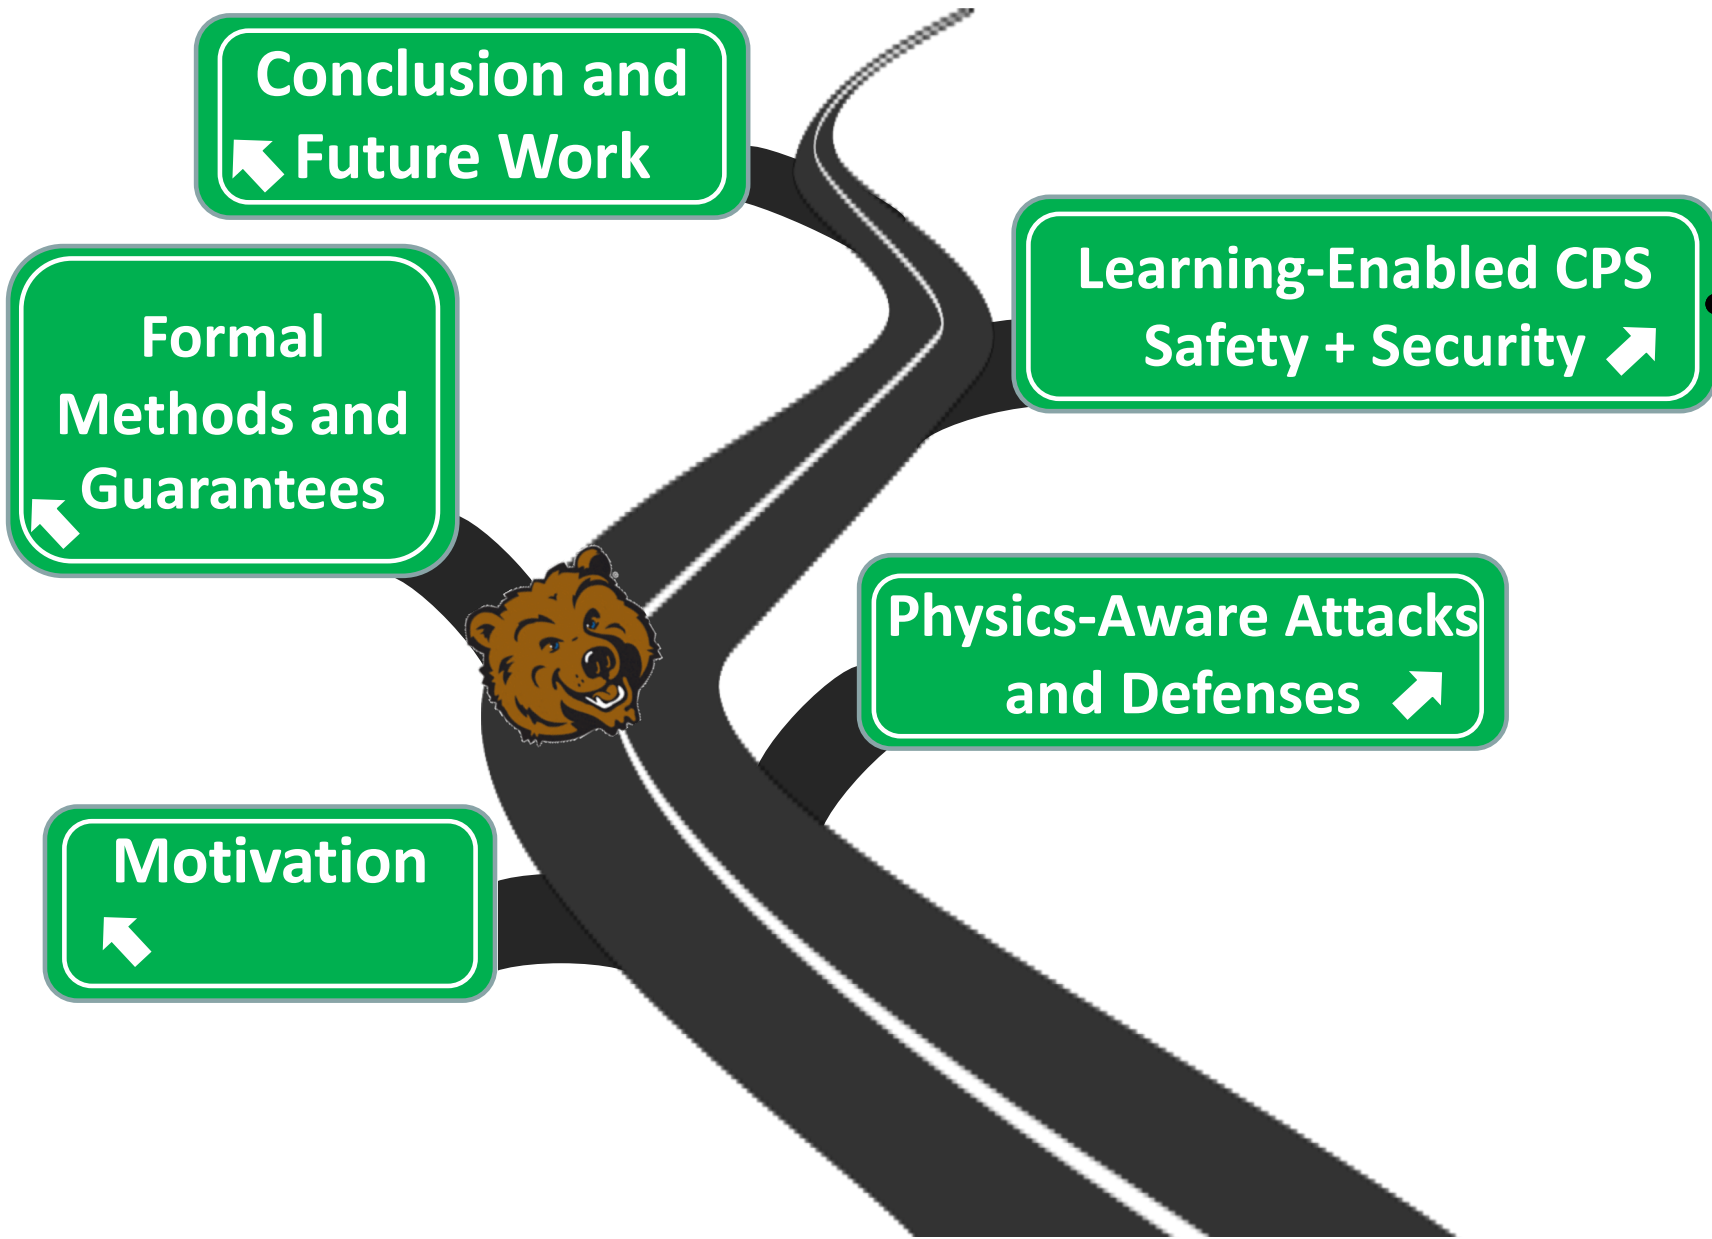 Conclusion and
Future Work
Learning-Enabled CPS
Safety + Security
Formal
Methods and
Guarantees
Physics-Aware Attacks
and Defenses
Motivation